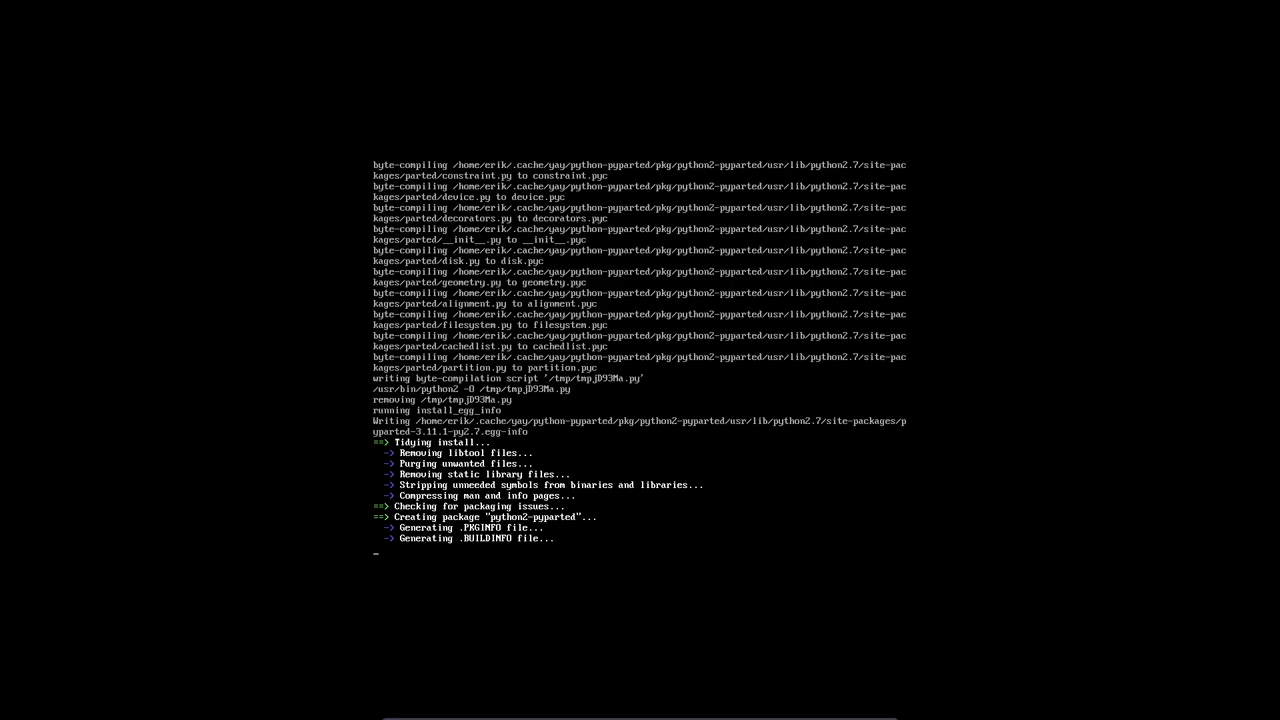 byte-compiling /home/erik/.cache/yay/python-pyparted/pkg/python2-pyparted/usr/lib/python2.7/site-pac
kages/parted/constraint.py to constraint.pyc
byte-compiling /home/erik/.cache/yay/python-pyparted/pkg/python2-pyparted/usr/lib/python2.7/site-pac
kages/parted/device.py to device.pyc
byte-compiling /home/erik/.cache/yay/python-pyparted/pkg/python2-pyparted/usr/lib/python2.7/site-pac
kages/parted/decorators.py to decorators.pyc
byte-compiling /home/erik/.cache/yay/python-pyparted/pkg/python2-pyparted/usr/lib/python2.7/site-pac
kages/parted/__init__.py to __init__.pyc
byte-compiling /home/erik/.cache/yay/python-pyparted/pkg/python2-pyparted/usr/lib/python2.7/site-pac
kages/parted/disk.py to disk.pyc
byte-compiling /home/erik/.cache/yay/python-pyparted/pkg/python2-pyparted/usr/lib/python2.7/site-pac
kages/parted/geometry.py to geometry.pyc
byte-compiling /home/erik/.cache/yay/python-pyparted/pkg/python2-pyparted/usr/lib/python2.7/site-pac
kages/parted/alignment.py to alignment.pyc
byte-compiling /home/erik/.cache/yay/python-pyparted/pkg/python2-pyparted/usr/lib/python2.7/site-pac
kages/parted/filesystem.py to filesystem.pyc
byte-compiling /home/erik/.cache/yay/python-pyparted/pkg/python2-pyparted/usr/lib/python2.7/site-pac
kages/parted/cachedlist.py to cachedlist.pyc
byte-compiling /home/erik/.cache/yay/python-pyparted/pkg/python2-pyparted/usr/lib/python2.7/site-pac
kages/parted/partition.py to partition.pyc
writing byte-compilation script '/tmp/tmpjD93Ma.py'
/usr/bin/python2 -O /tmp/tmpjD93Ma.py
removing /tmp/tmpjD93Ma.py
running install_egg_info
Writing /home/erik/.cache/yay/python-pyparted/pkg/python2-pyparted/usr/lib/python2.7/site-packages/p
yparted-3.11.1-py2.7.egg-info
==> Tidying install...
  -> Removing libtool files...
  -> Purging unwanted files...
  -> Removing static library files...
  -> Stripping unneeded symbols from binaries and libraries...
  -> Compressing man and info pages...
==> Checking for packaging issues...
==> Creating package "python2-pyparted"...
  -> Generating .PKGINFO file...
  -> Generating .BUILDINFO file...